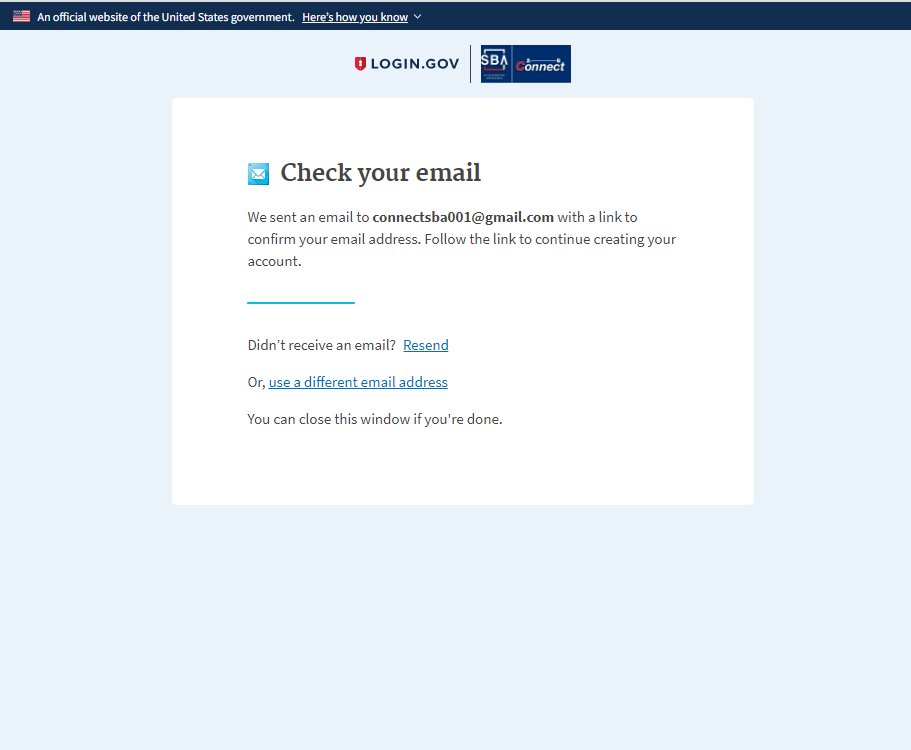 An official website of the United States government. Here's how you know
LOGIN.GOV SBA Connect
Check your email
We sent an email to connectsba001@gmail.com with a link to
confirm your email address. Follow the link to continue creating your
account.
Didn’t receive an email? Resend
Or, use a different email address
You can close this window if you're done.